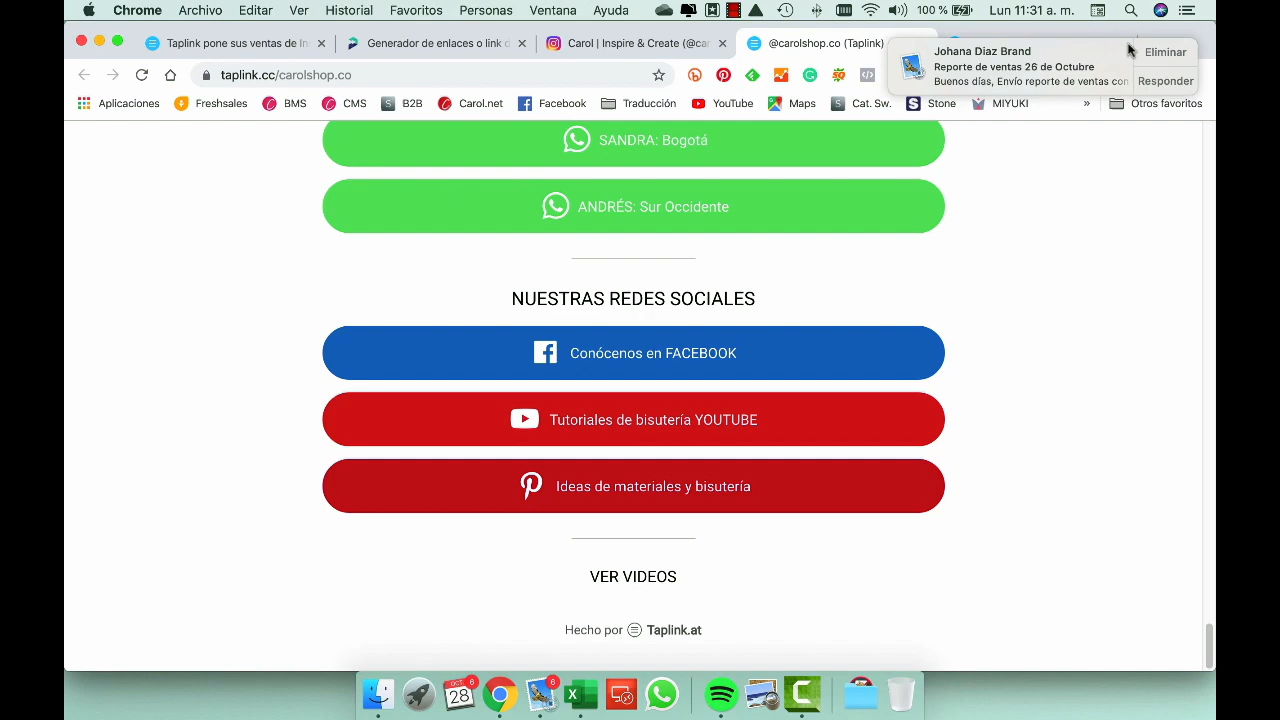 Chrome Archivo Editar Ver Historial Favoritos Personas Ventana Ayuda 100 % Lun 11:31 a. m.
Taplink pone sus ventas de In
Generador de enlaces o link d
Carol | Inspire & Create (@ca
@carolshop.co (Taplink)
Johana Diaz Brand
Reporte de ventas 26 de Octubre
Buenos días, Envío reporte de ventas con
Eliminar
Responder
taplink.cc/carolshop.co
Aplicaciones Freshsales BMS CMS B2B Carol.net Facebook Traducción YouTube Maps Cat. Sw. Stone MIYUKI » Otros favoritos
SANDRA: Bogotá
ANDRÉS: Sur Occidente
NUESTRAS REDES SOCIALES
Conócenos en FACEBOOK
Tutoriales de bisutería YOUTUBE
Ideas de materiales y bisutería
VER VIDEOS
Hecho por Taplink.at
OCT. 28 6 6